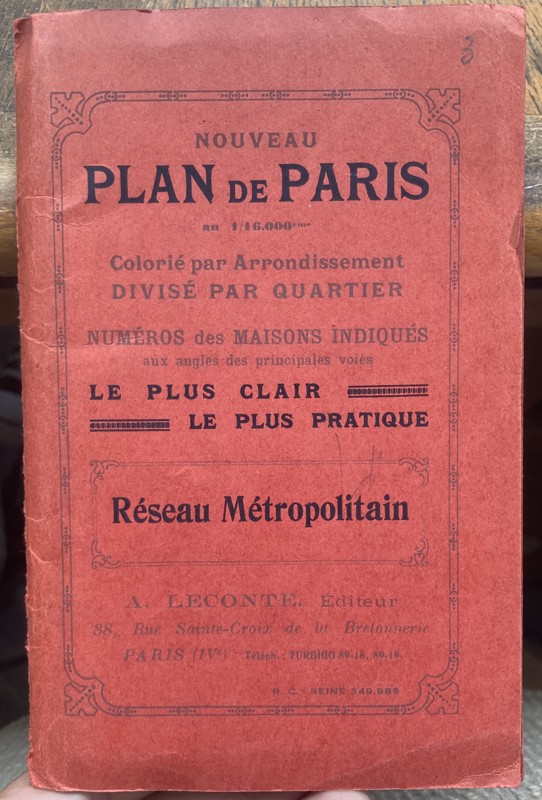 3
NOUVEAU
PLAN DE PARIS
au 1/16.000ème
Colorié par Arrondissement
DIVISÉ PAR QUARTIER
NUMÉROS des MAISONS INDIQUÉS
aux angles des principales voies
LE PLUS CLAIR
LE PLUS PRATIQUE
Réseau Métropolitain
A. LECONTE, Éditeur
38, Rue Sainte-Croix de la Bretonnerie
PARIS (IVe) Téléph.: TURBIGO 89-18, 89-19.
R. C. SEINE 349.966